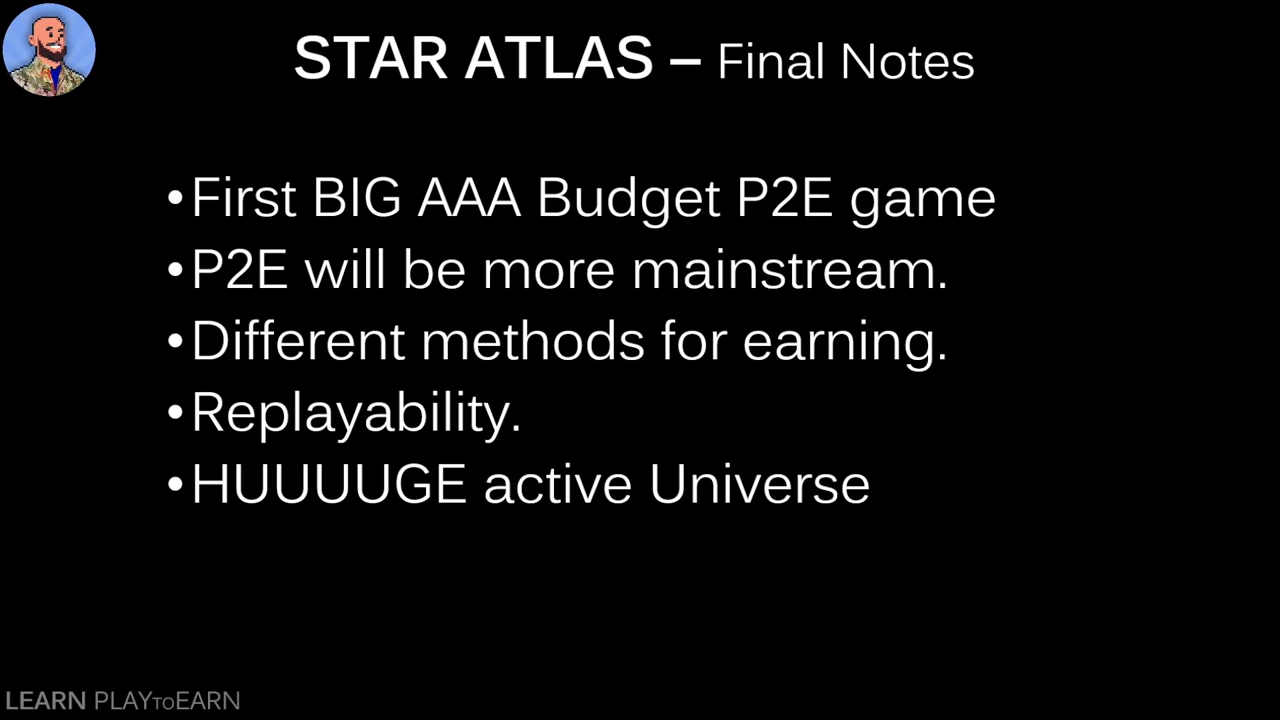 STAR ATLAS – Final Notes
•First BIG AAA Budget P2E game
•P2E will be more mainstream.
•Different methods for earning.
•Replayability.
•HUUUUGE active Universe
LEARN PLAYTOEARN